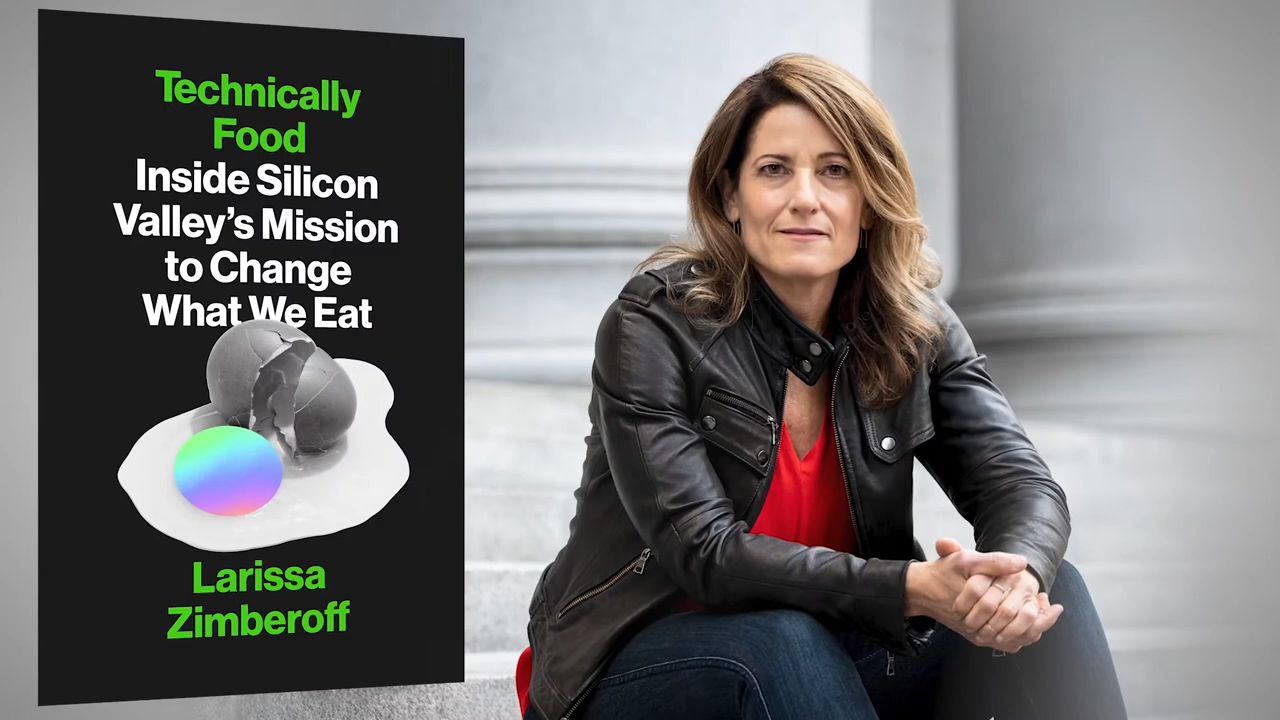 Technically
Food
Inside Silicon
Valley's Mission
to Change
What We Eat
Larissa
Zimberoff